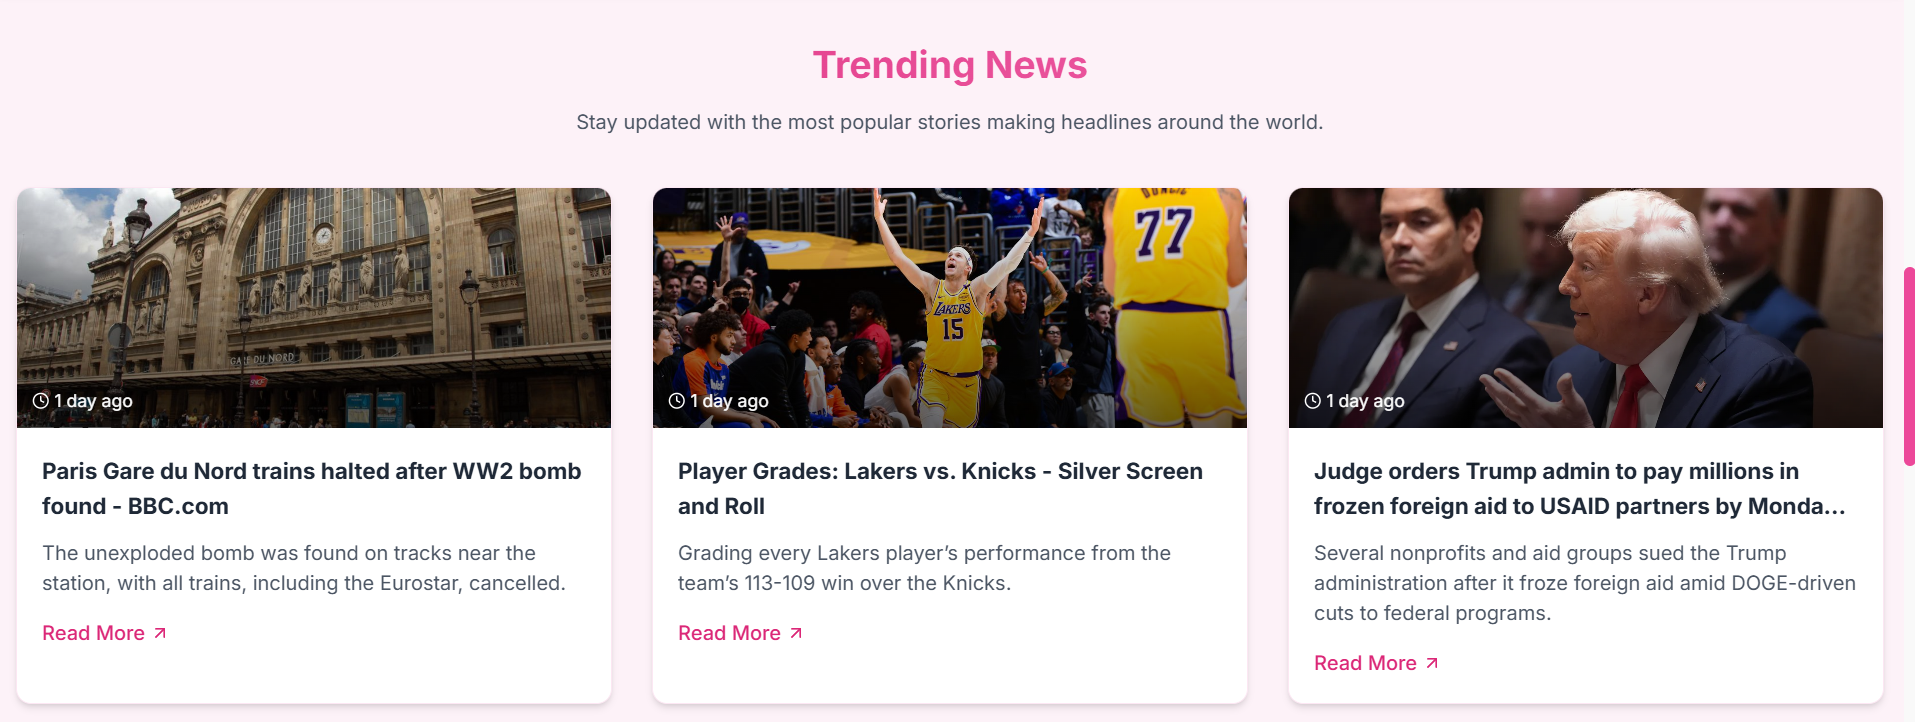 Trending News
Stay updated with the most popular stories making headlines around the world.
GARE DU NORD
1 day ago
Paris Gare du Nord trains halted after WW2 bomb
found - BBC.com
The unexploded bomb was found on tracks near the
station, with all trains, including the Eurostar, cancelled.
Read More
77
LAKERS
15
1 day ago
Player Grades: Lakers vs. Knicks - Silver Screen
and Roll
Grading every Lakers player’s performance from the
team’s 113-109 win over the Knicks.
Read More
1 day ago
Judge orders Trump admin to pay millions in
frozen foreign aid to USAID partners by Monda...
Several nonprofits and aid groups sued the Trump
administration after it froze foreign aid amid DOGE-driven
cuts to federal programs.
Read More